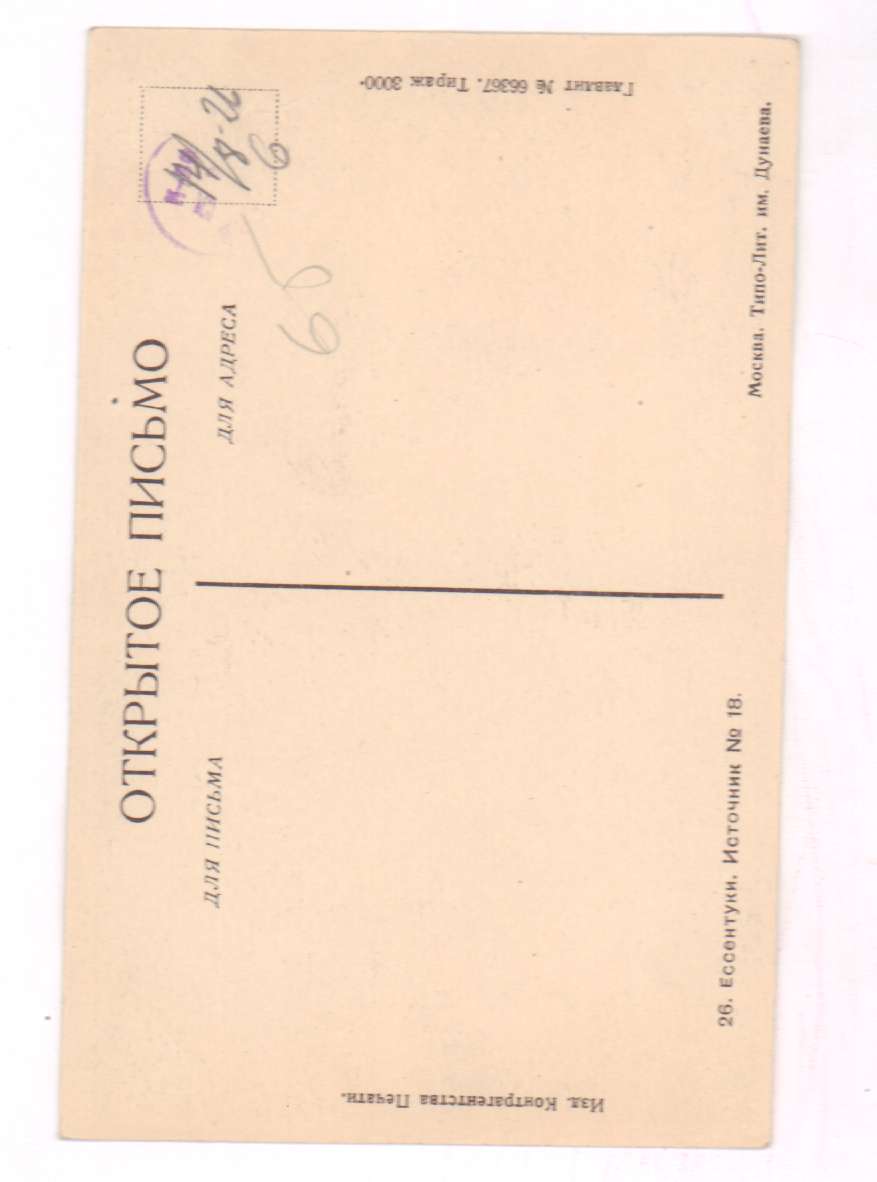 ОТКРЫТОЕ ПИСЬМО
ДЛЯ ПИСЬМА
ДЛЯ АДРЕСА
Изд. Контрагентства Печати.
Главлит № 66367. Тираж 3000.
26. Ессентуки. Источник № 18.
Москва. Типо-Лит. им. Дунаева.